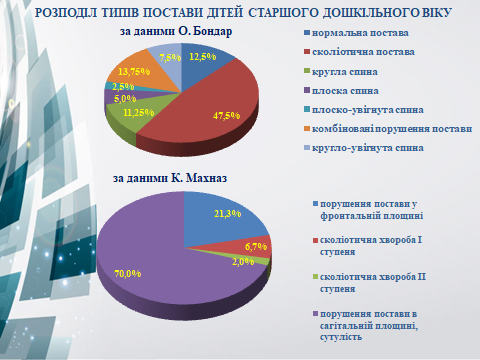 РОЗПОДІЛ ТИПІВ ПОСТАВИ ДІТЕЙ СТАРШОГО ДОШКІЛЬНОГО ВІКУ
за даними О. Бондар
12,5%
47,5%
11,25%
5,0%
2,5%
13,75%
7,5%
нормальна постава
сколіотична постава
кругла спина
плоска спина
плоско-увігнута спина
комбіновані порушення постави
кругло-увігнута спина
за даними К. Махназ
21,3%
6,7%
2,0%
70,0%
порушення постави у
фронтальній площині
сколіотична хвороба І
ступеня
сколіотична хвороба ІІ
ступеня
порушення постави в
сагітальній площині,
сутулість